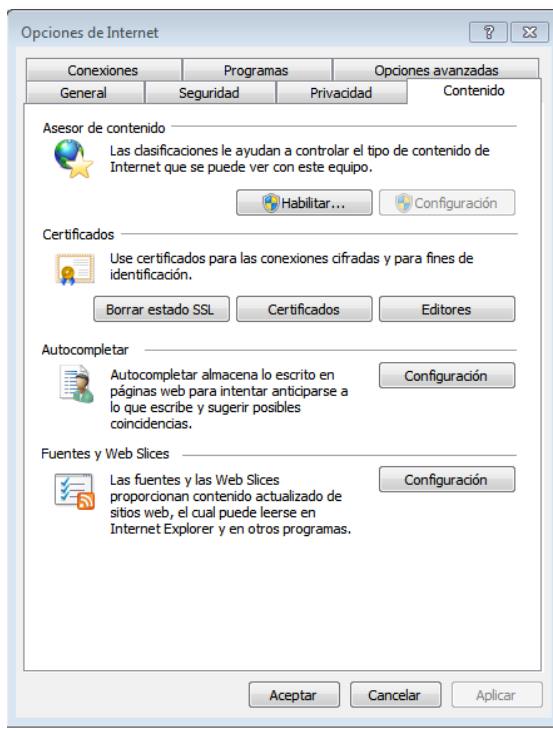 Opciones de Internet
Conexiones
Programas
Opciones avanzadas
General
Seguridad
Privacidad
Contenido
Asesor de contenido
Las clasificaciones le ayudan a controlar el tipo de contenido de
Internet que se puede ver con este equipo.
Habilitar...
Configuración
Certificados
Use certificados para las conexiones cifradas y para fines de
identificación.
Borrar estado SSL
Certificados
Editores
Autocompletar
Autocompletar almacena lo escrito en
páginas web para intentar anticiparse a
lo que escribe y sugerir posibles
coincidencias.
Configuración
Fuentes y Web Slices
Las fuentes y las Web Slices
proporcionan contenido actualizado de
sitios web, el cual puede leerse en
Internet Explorer y en otros programas.
Configuración
Aceptar
Cancelar
Aplicar